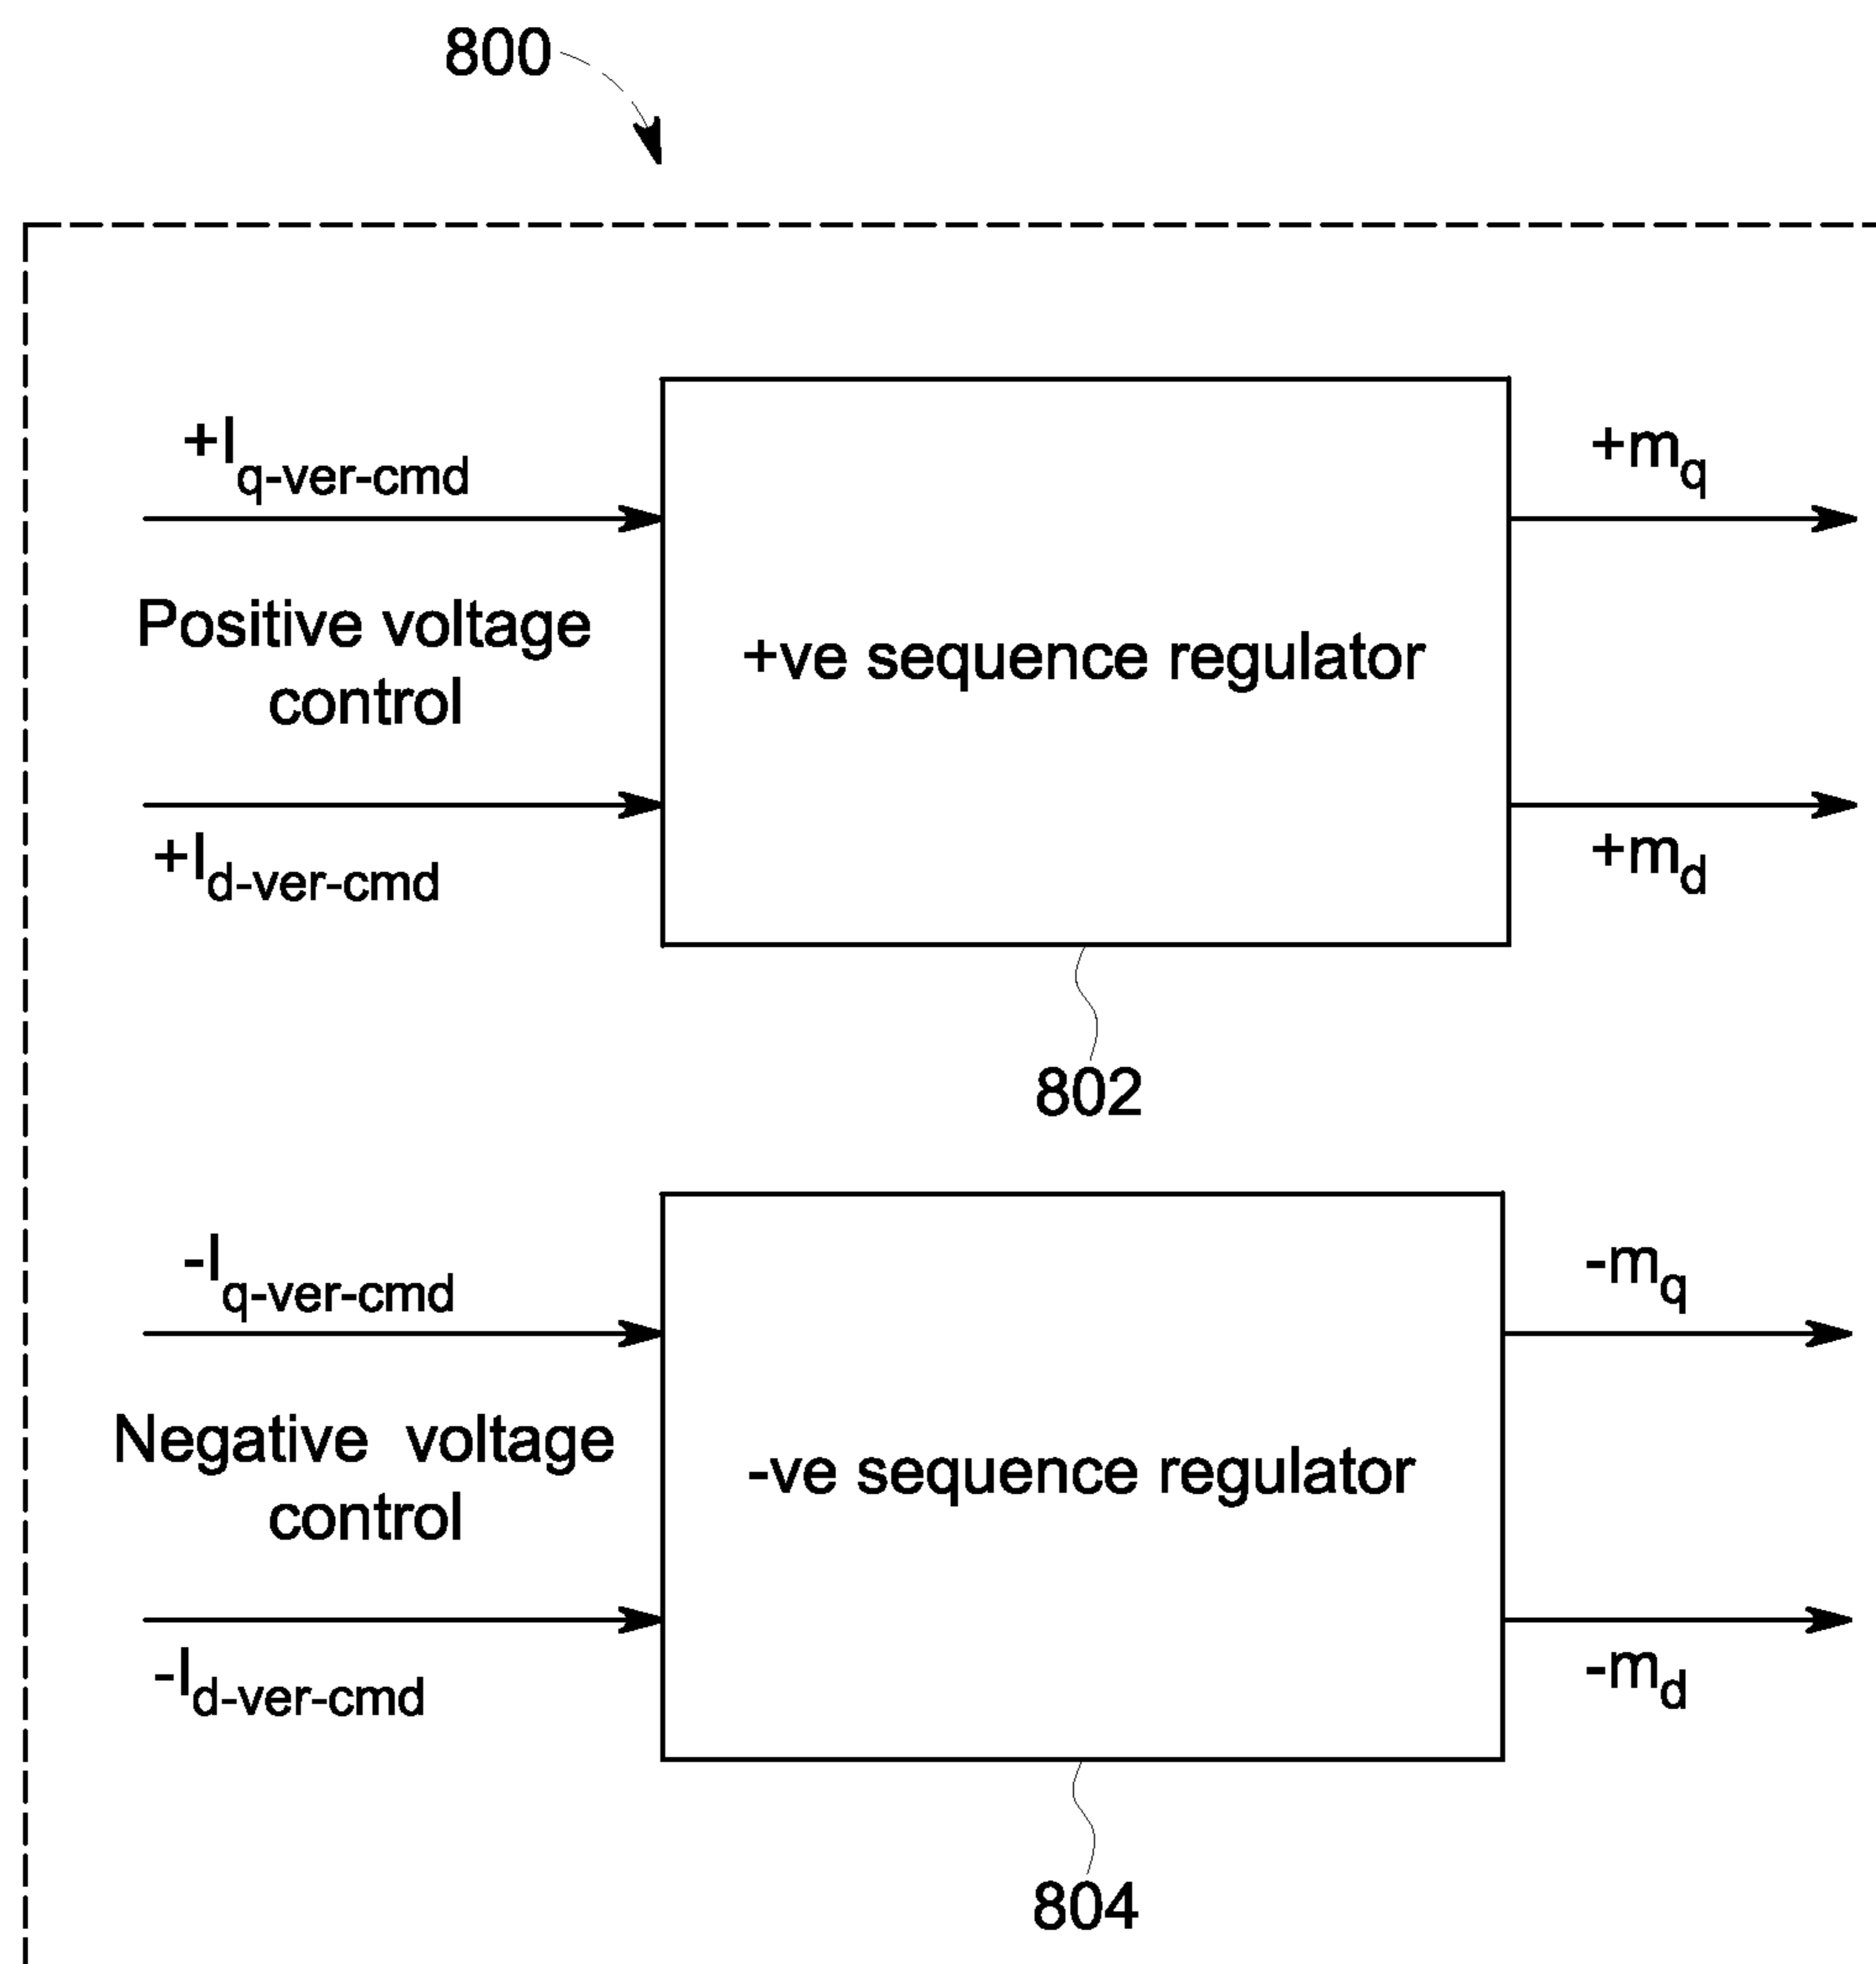 800
+Iq-ver-cmd
+mq
Positive voltage
control
+ve sequence regulator
+Id-ver-cmd
+md
802
-Iq-ver-cmd
-mq
Negative voltage
control
-ve sequence regulator
-Id-ver-cmd
-md
804